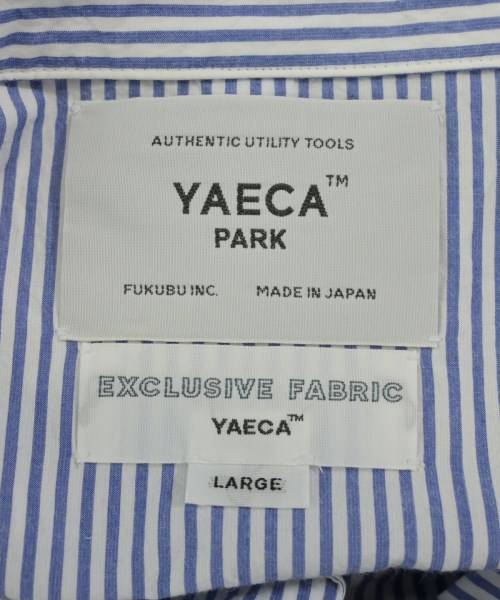 AUTHENTIC UTILITY TOOLS
YAECA™
PARK
FUKUBU INC. MADE IN JAPAN
EXCLUSIVE FABRIC
YAECA™
LARGE